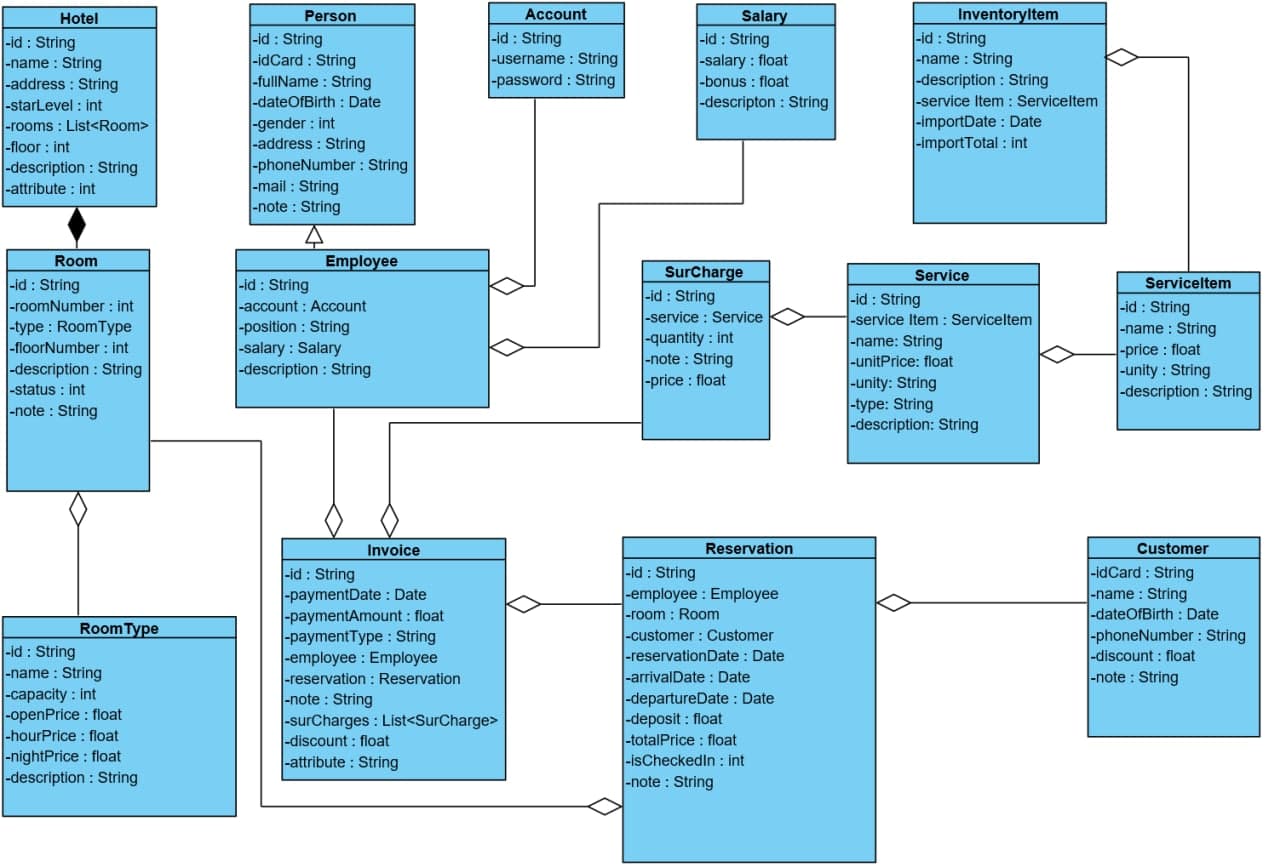 Hotel
-id : String
-name : String
-address : String
-starLevel : int
-rooms : List<Room>
-floor : int
-description : String
-attribute : int
Person
-id : String
-idCard : String
-fullName : String
-dateOfBirth : Date
-gender : int
-address : String
-phoneNumber : String
-mail : String
-note : String
Account
-id : String
-username : String
-password : String
Salary
-id : String
-salary : float
-bonus : float
-descripton : String
InventoryItem
-id : String
-name : String
-description : String
-service Item : ServiceItem
-importDate : Date
-importTotal : int
Room
-id : String
-roomNumber : int
-type : RoomType
-floorNumber : int
-description : String
-status : int
-note : String
Employee
-id : String
-account : Account
-position : String
-salary : Salary
-description : String
SurCharge
-id : String
-service : Service
-quantity : int
-note : String
-price : float
Service
-id : String
-service Item : ServiceItem
-name: String
-unitPrice: float
-unity: String
-type: String
-description: String
ServiceItem
-id : String
-name : String
-price : float
-unity : String
-description : String
RoomType
-id : String
-name : String
-capacity : int
-openPrice : float
-hourPrice : float
-nightPrice : float
-description : String
Invoice
-id : String
-paymentDate : Date
-paymentAmount : float
-paymentType : String
-employee : Employee
-reservation : Reservation
-note : String
-surCharges : List<SurCharge>
-discount : float
-attribute : String
Reservation
-id : String
-employee : Employee
-room : Room
-customer : Customer
-reservationDate : Date
-arrivalDate : Date
-departureDate : Date
-deposit : float
-totalPrice : float
-isCheckedIn : int
-note : String
Customer
-idCard : String
-name : String
-dateOfBirth : Date
-phoneNumber : String
-discount : float
-note : String